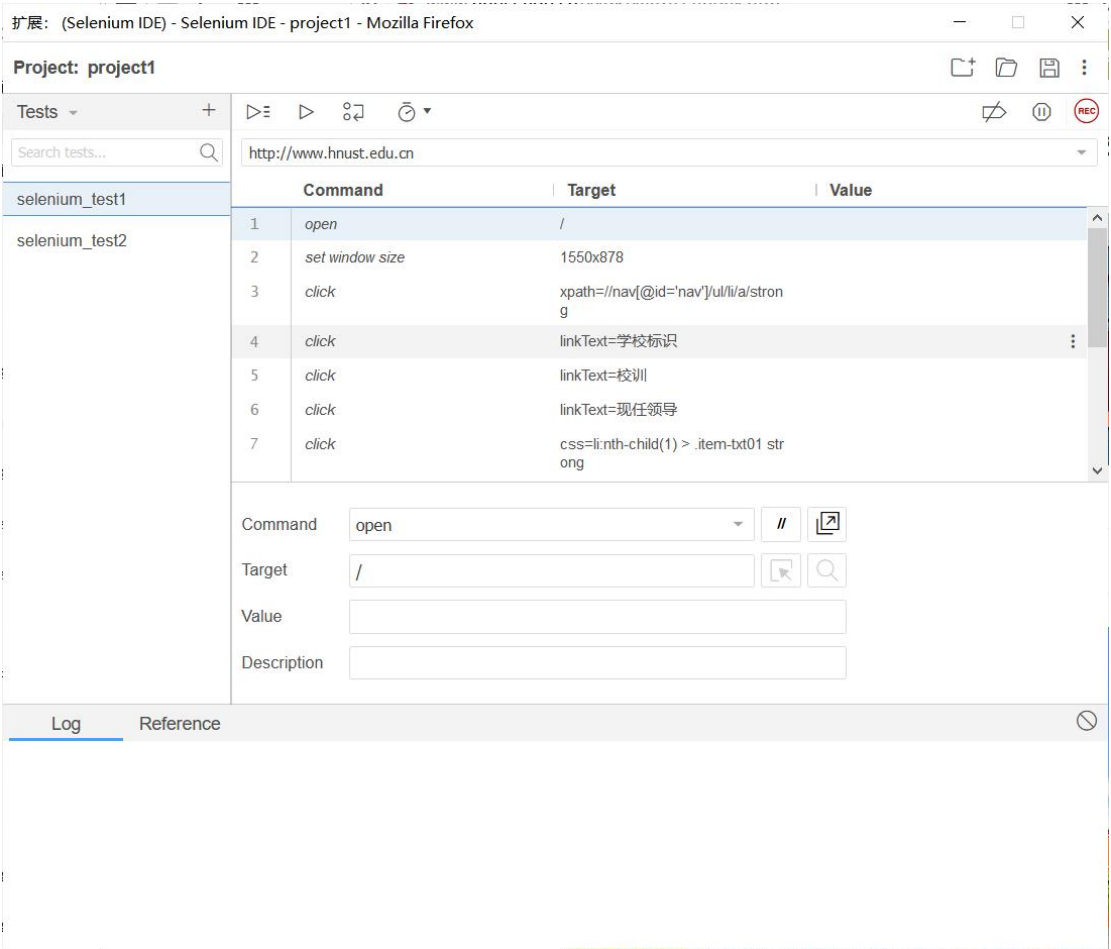 扩展： (Selenium IDE) - Selenium IDE - project1 - Mozilla Firefox
Project: project1
Tests
Search tests...
selenium_test1
selenium_test2
REC
http://www.hnust.edu.cn
Command Target Value
1 open /
2 set window size 1550x878
3 click xpath=//nav[@id='nav']/ul/li/a/stron
g
4 click linkText=学校标识
5 click linkText=校训
6 click linkText=现任领导
7 click css=li:nth-child(1) > .item-txt01 str
ong
Command open //
Target /
Value
Description
Log Reference